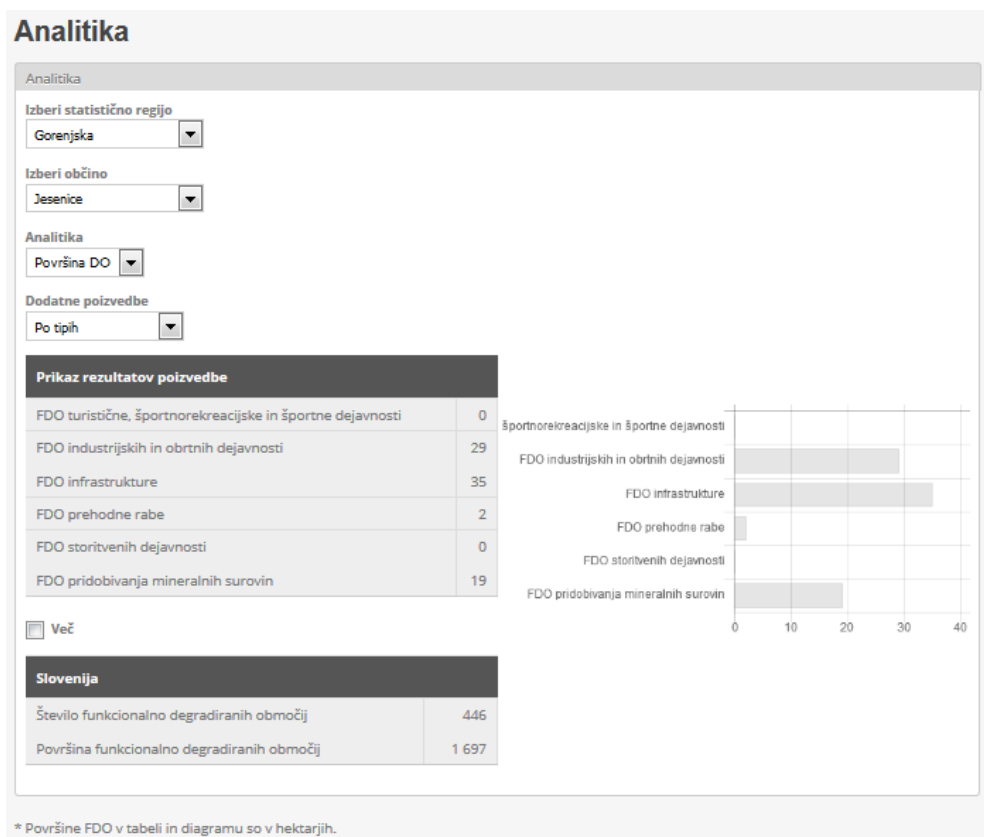 Analitika
Analitika
Izberi statistično regijo
Gorenjska
Izberi občino
Jesenice
Analitika
Površina DO
Dodatne poizvedbe
Po tipih
Prikaz rezultatov poizvedbe
FDO turistične, športnorekreacijske in športne dejavnosti 0
FDO industrijskih in obrtnih dejavnosti 29
FDO infrastrukture 35
FDO prehodne rabe 2
FDO storitvenih dejavnosti 0
FDO pridobivanja mineralnih surovin 19
športnorekreacijske in športne dejavnosti
FDO industrijskih in obrtnih dejavnosti
FDO infrastrukture
FDO prehodne rabe
FDO storitvenih dejavnosti
FDO pridobivanja mineralnih surovin
0 10 20 30 40
Več
Slovenija
Število funkcionalno degradiranih območij 446
Površina funkcionalno degradiranih območij 1 697
* Površine FDO v tabeli in diagramu so v hektarjih.